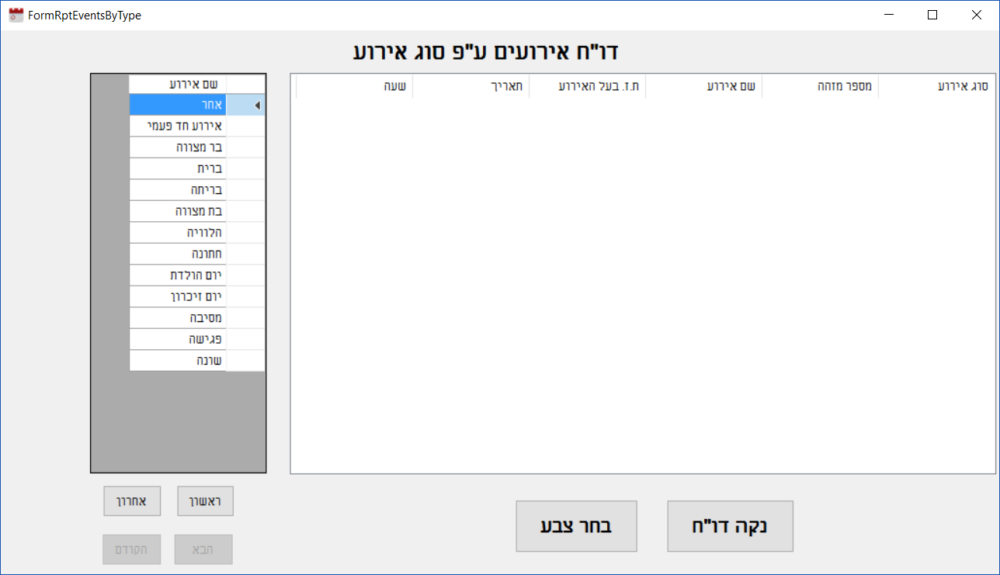 FormRptEventsByType
דו"ח אירועים ע"פ סוג אירוע
סוג אירוע מספר מזהה שם אירוע ת.ז. בעל האירוע תאריך שעה
שם אירוע
אחר
אירוע חד פעמי
בר מצווה
ברית
בריתה
בת מצווה
הלוויה
חתונה
יום הולדת
יום זיכרון
מסיבה
פגישה
שונה
ראשון אחרון
הבא הקודם
נקה דו"ח בחר צבע